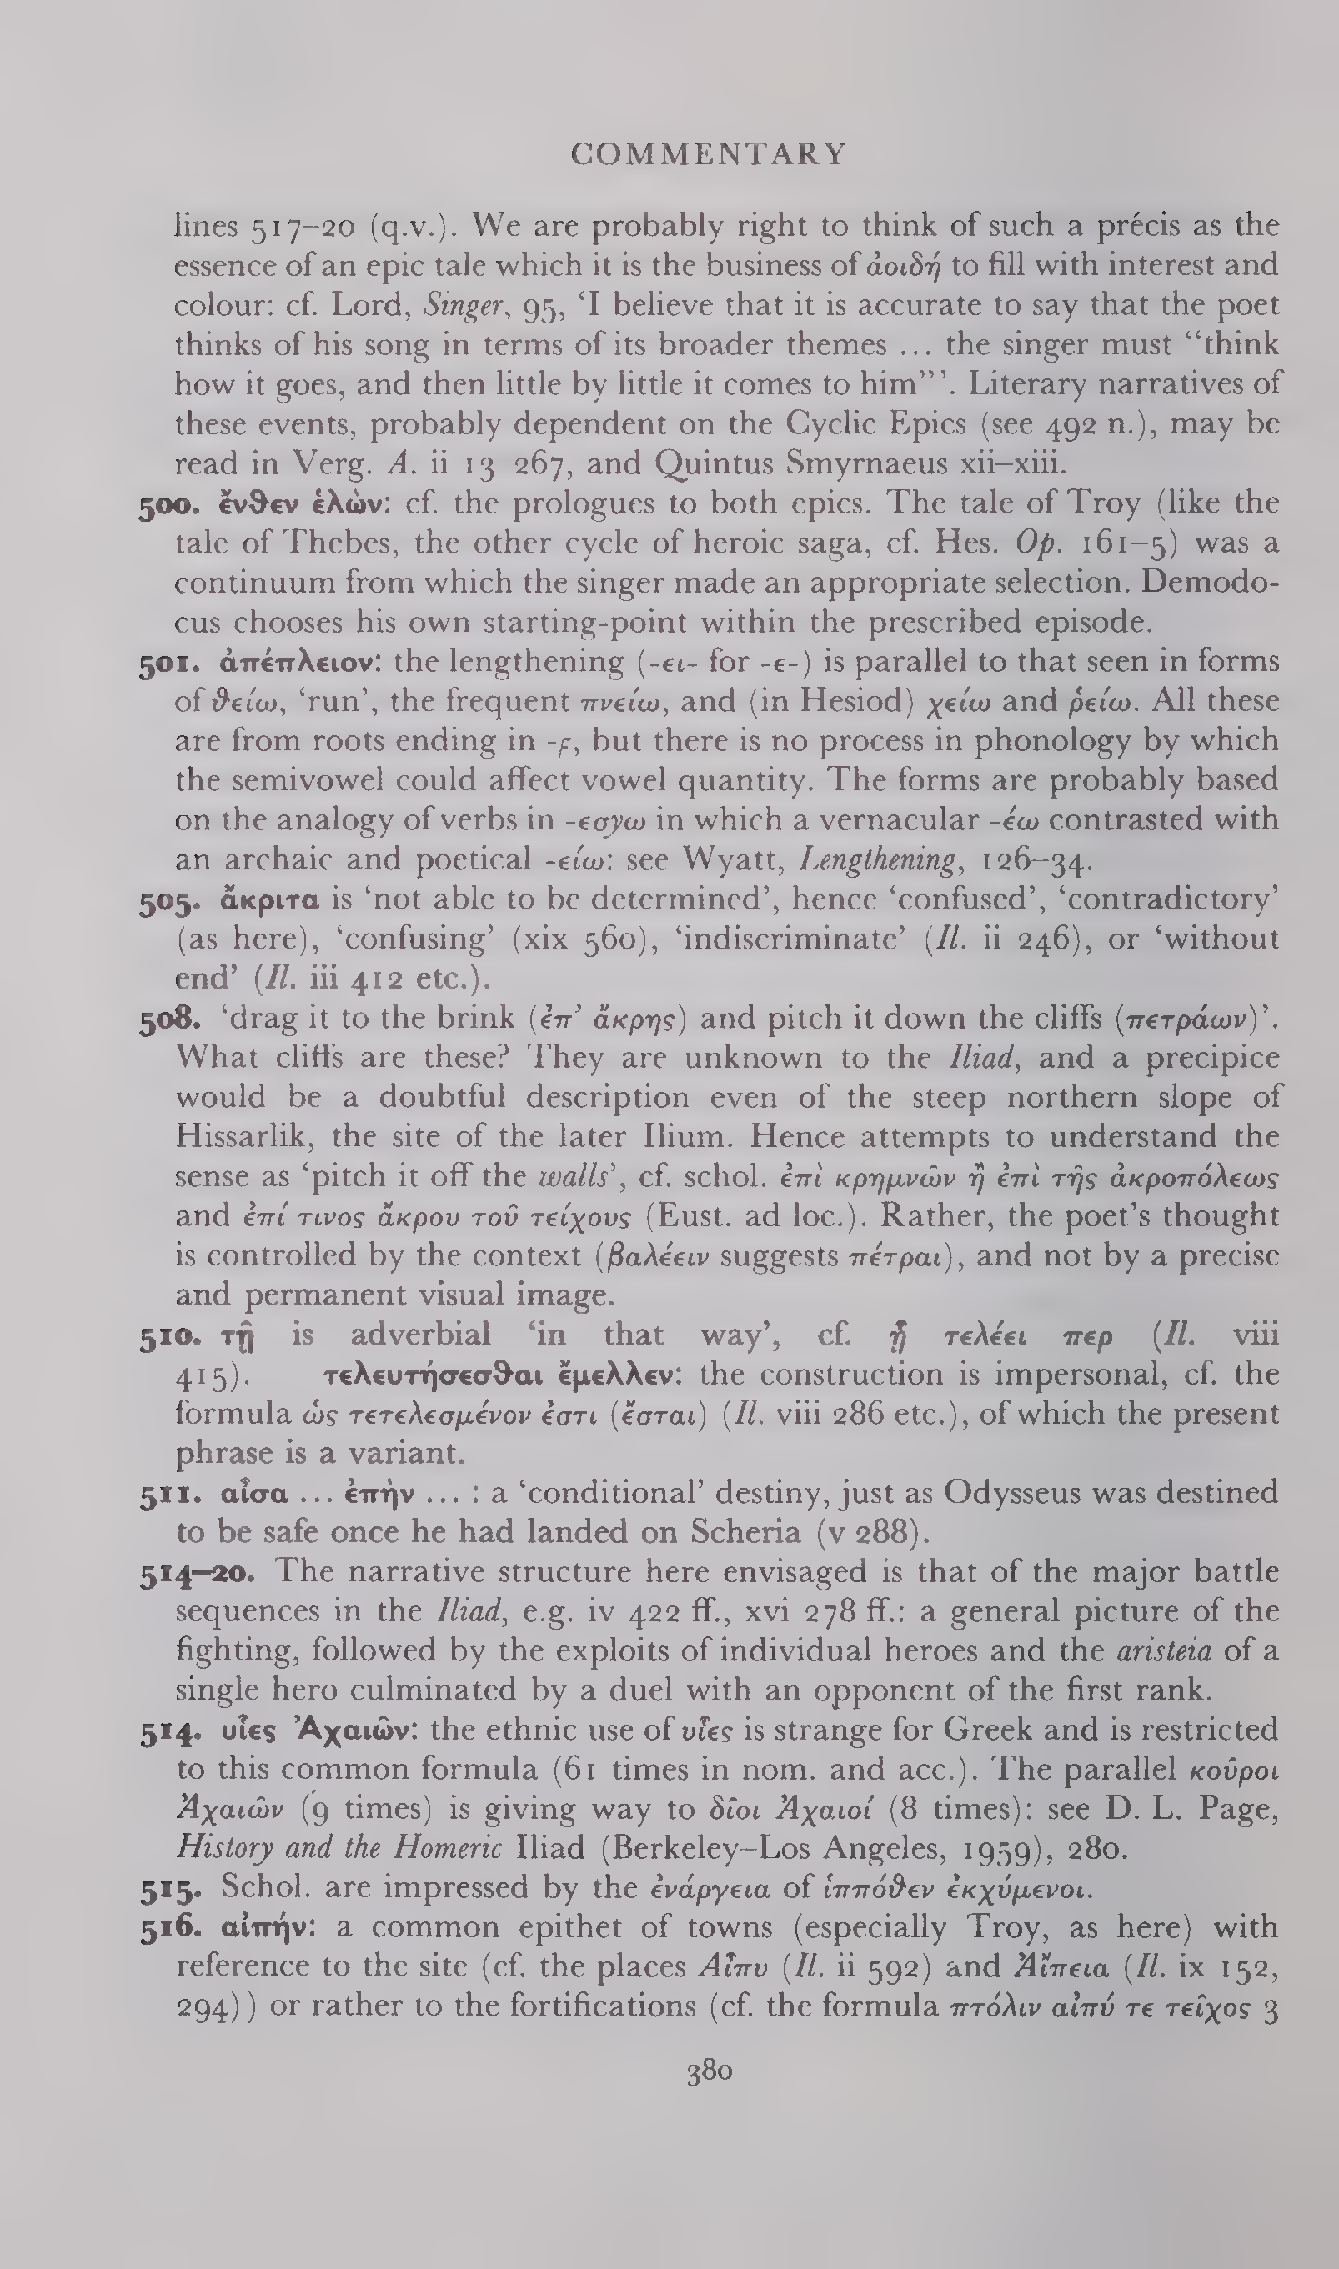 COMMENTARY
lines 517–20 (q.v.). We are probably right to think of such a précis as the
essence of an epic tale which it is the business of ἀοιδή to fill with interest and
colour: cf. Lord, Singer, 95, ‘I believe that it is accurate to say that the poet
thinks of his song in terms of its broader themes ... the singer must “think
how it goes, and then little by little it comes to him”’. Literary narratives of
these events, probably dependent on the Cyclic Epics (see 492 n.), may be
read in Verg. A. ii 13 267, and Quintus Smyrnaeus xii–xiii.
500. ἔνϑεν ἑλὼν: cf. the prologues to both epics. The tale of Troy (like the
tale of Thebes, the other cycle of heroic saga, cf. Hes. Op. 161–5) was a
continuum from which the singer made an appropriate selection. Demodo-
cus chooses his own starting-point within the prescribed episode.
501. ἀπέπλειον: the lengthening (-ει- for -ε-) is parallel to that seen in forms
of ϑείω, ‘run’, the frequent πνείω, and (in Hesiod) χείω and ῥείω. All these
are from roots ending in -ϝ, but there is no process in phonology by which
the semivowel could affect vowel quantity. The forms are probably based
on the analogy of verbs in -εσyω in which a vernacular -έω contrasted with
an archaic and poetical -είω: see Wyatt, Lengthening, 126–34.
505. ἄκριτα is ‘not able to be determined’, hence ‘confused’, ‘contradictory’
(as here), ‘confusing’ (xix 560), ‘indiscriminate’ (Il. ii 246), or ‘without
end’ (Il. iii 412 etc.).
508. ‘drag it to the brink (ἐπ’ ἄκρης) and pitch it down the cliffs (πετράων)’.
What cliffs are these? They are unknown to the Iliad, and a precipice
would be a doubtful description even of the steep northern slope of
Hissarlik, the site of the later Ilium. Hence attempts to understand the
sense as ‘pitch it off the walls’, cf. schol. ἐπὶ κρημνῶν ἢ ἐπὶ τῆς ἀκροπόλεως
and ἐπί τινος ἄκρου τοῦ τείχους (Eust. ad loc.). Rather, the poet’s thought
is controlled by the context (βαλέειν suggests πέτραι), and not by a precise
and permanent visual image.
510. τῇ is adverbial ‘in that way’, cf. ᾗ τελέει περ (Il. viii
415). τελευτήσεσϑαι ἔμελλεν: the construction is impersonal, cf. the
formula ὡς τετελεσμένον ἐστι (ἔσται) (Il. viii 286 etc.), of which the present
phrase is a variant.
511. αἶσα ... ἐπὴν ... : a ‘conditional’ destiny, just as Odysseus was destined
to be safe once he had landed on Scheria (v 288).
514–20. The narrative structure here envisaged is that of the major battle
sequences in the Iliad, e.g. iv 422 ff., xvi 278 ff.: a general picture of the
fighting, followed by the exploits of individual heroes and the aristeia of a
single hero culminated by a duel with an opponent of the first rank.
514. υἷες Ἀχαιῶν: the ethnic use of υἷες is strange for Greek and is restricted
to this common formula (61 times in nom. and acc.). The parallel κοῦροι
Ἀχαιῶν (9 times) is giving way to δῖοι Ἀχαιοί (8 times): see D. L. Page,
History and the Homeric Iliad (Berkeley–Los Angeles, 1959), 280.
515. Schol. are impressed by the ἐνάργεια of ἱππόϑεν ἐκχύμενοι.
516. αἰπὴν: a common epithet of towns (especially Troy, as here) with
reference to the site (cf. the places Αἶπυ (Il. ii 592) and Αἴπεια (Il. ix 152,
294)) or rather to the fortifications (cf. the formula πτόλιν αἰπύ τε τεῖχος 3
380